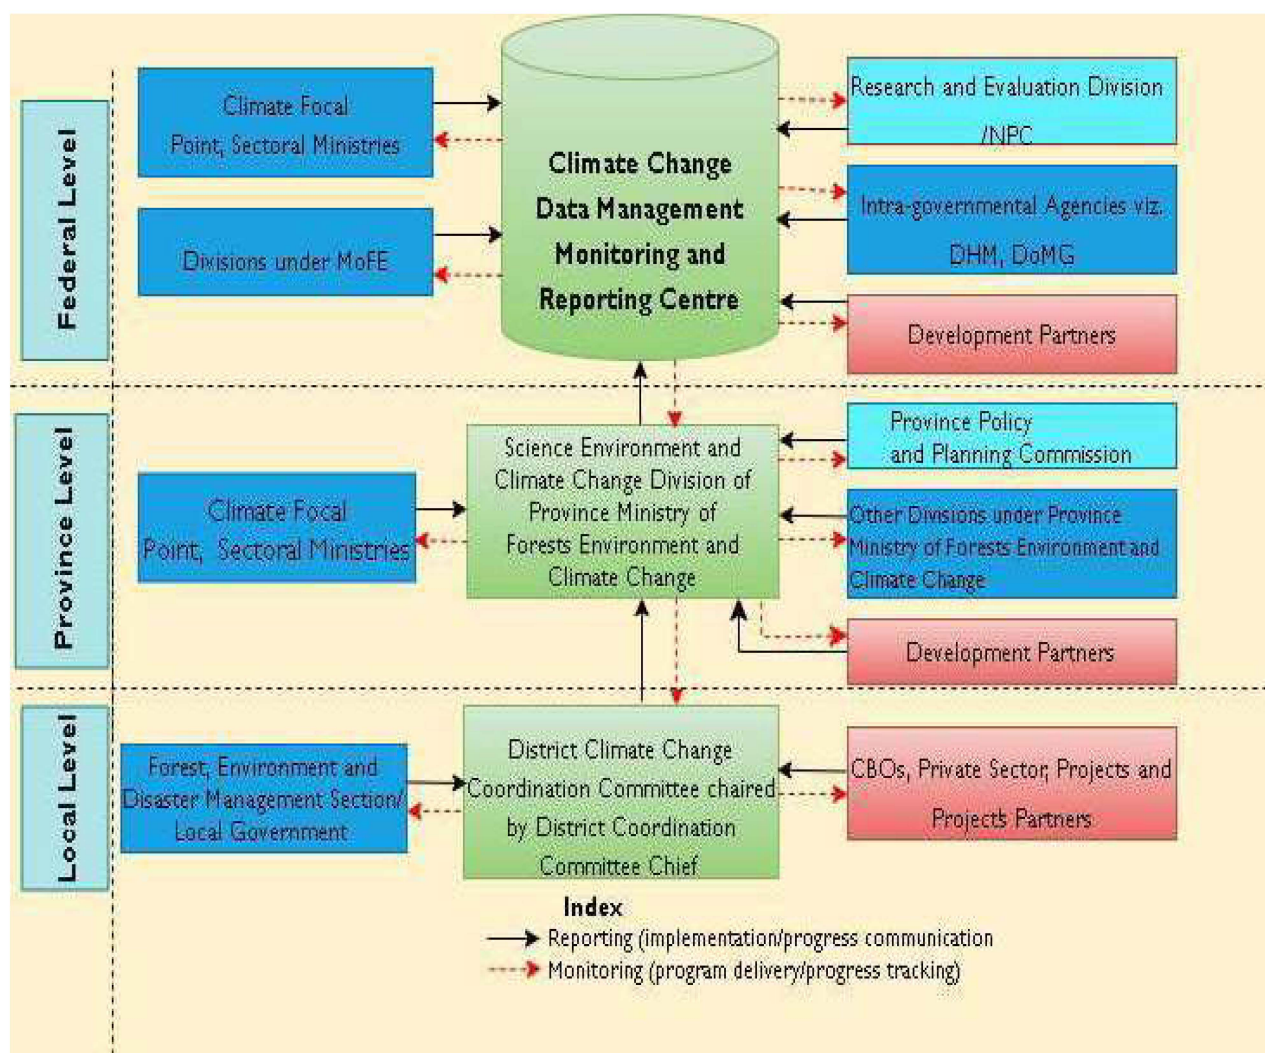 Federal Level
Climate Focal
Point, Sectoral Ministries
Divisions under MoFE
Climate Change
Data Management
Monitoring and
Reporting Centre
Research and Evaluation Division
/NPC
Intra-governmental Agencies viz.
DHM, DoMG
Development Partners
Province Level
Climate Focal
Point, Sectoral Ministries
Science Environment and
Climate Change Division of
Province Ministry of
Forests Environment and
Climate Change
Province Policy
and Planning Commission
Other Divisions under Province
Ministry of Forests Environment and
Climate Change
Development Partners
Local Level
Forest, Environment and
Disaster Management Section/
Local Government
District Climate Change
Coordination Committee chaired
by District Coordination
Committee Chief
CBOs, Private Sector, Projects and
Project's Partners
Index
Reporting (implementation/progress communication
Monitoring (program delivery/progress tracking)